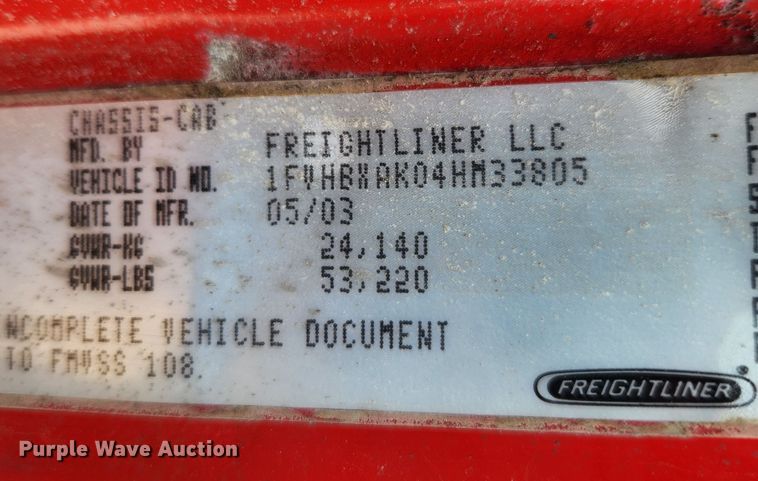 CHASSIS-CAB
MFD. BY FREIGHTLINER LLC
VEHICLE ID NO. 1FVHBXAK04HM33805
DATE OF MFR. 05/03
GVWR-KG 24,140
GVWR-LBS 53,220
NCOMPLETE VEHICLE DOCUMENT
TO FMVSS 108.
FREIGHTLINER®
Purple Wave Auction